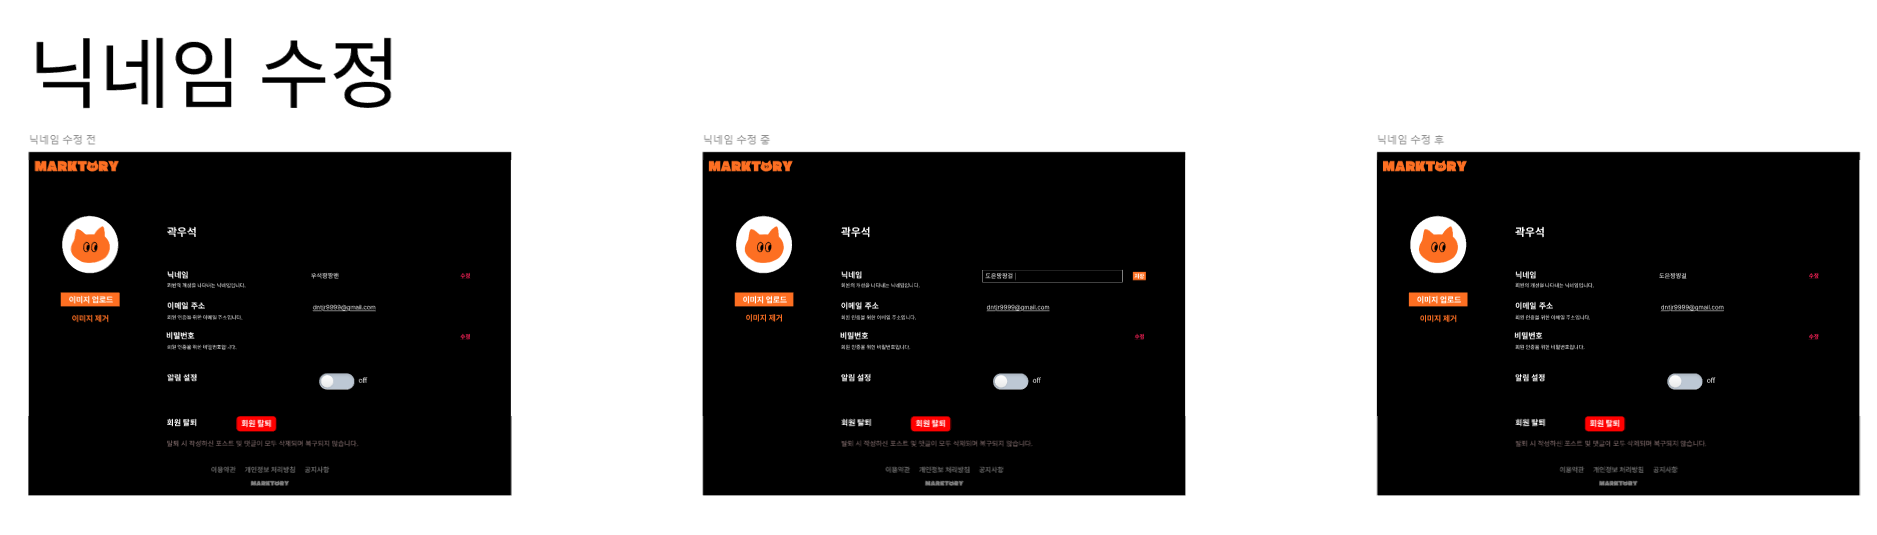 닉네임 수정
닉네임 수정 전
MARKTORY
곽우석
닉네임
수정
회원의 개성을 나타내는 닉네임입니다.
이미지 업로드
이메일 주소
dntjr9999@gmail.com
이미지 제거
회원 인증을 위한 이메일 주소입니다.
비밀번호
수정
회원 인증을 위한 비밀번호입니다.
알림 설정
off
회원 탈퇴
회원 탈퇴
탈퇴 시 작성하신 포스트 및 댓글이 모두 삭제되며 복구되지 않습니다.
이용약관 개인정보 처리방침 공지사항
MARKTORY
닉네임 수정 중
MARKTORY
곽우석
닉네임
저장
회원의 개성을 나타내는 닉네임입니다.
이미지 업로드
이메일 주소
dntjr9999@gmail.com
이미지 제거
회원 인증을 위한 이메일 주소입니다.
비밀번호
수정
회원 인증을 위한 비밀번호입니다.
알림 설정
off
회원 탈퇴
회원 탈퇴
탈퇴 시 작성하신 포스트 및 댓글이 모두 삭제되며 복구되지 않습니다.
이용약관 개인정보 처리방침 공지사항
MARKTORY
닉네임 수정 후
MARKTORY
곽우석
닉네임
수정
회원의 개성을 나타내는 닉네임입니다.
이미지 업로드
이메일 주소
dntjr9999@gmail.com
이미지 제거
회원 인증을 위한 이메일 주소입니다.
비밀번호
수정
회원 인증을 위한 비밀번호입니다.
알림 설정
off
회원 탈퇴
회원 탈퇴
탈퇴 시 작성하신 포스트 및 댓글이 모두 삭제되며 복구되지 않습니다.
이용약관 개인정보 처리방침 공지사항
MARKTORY